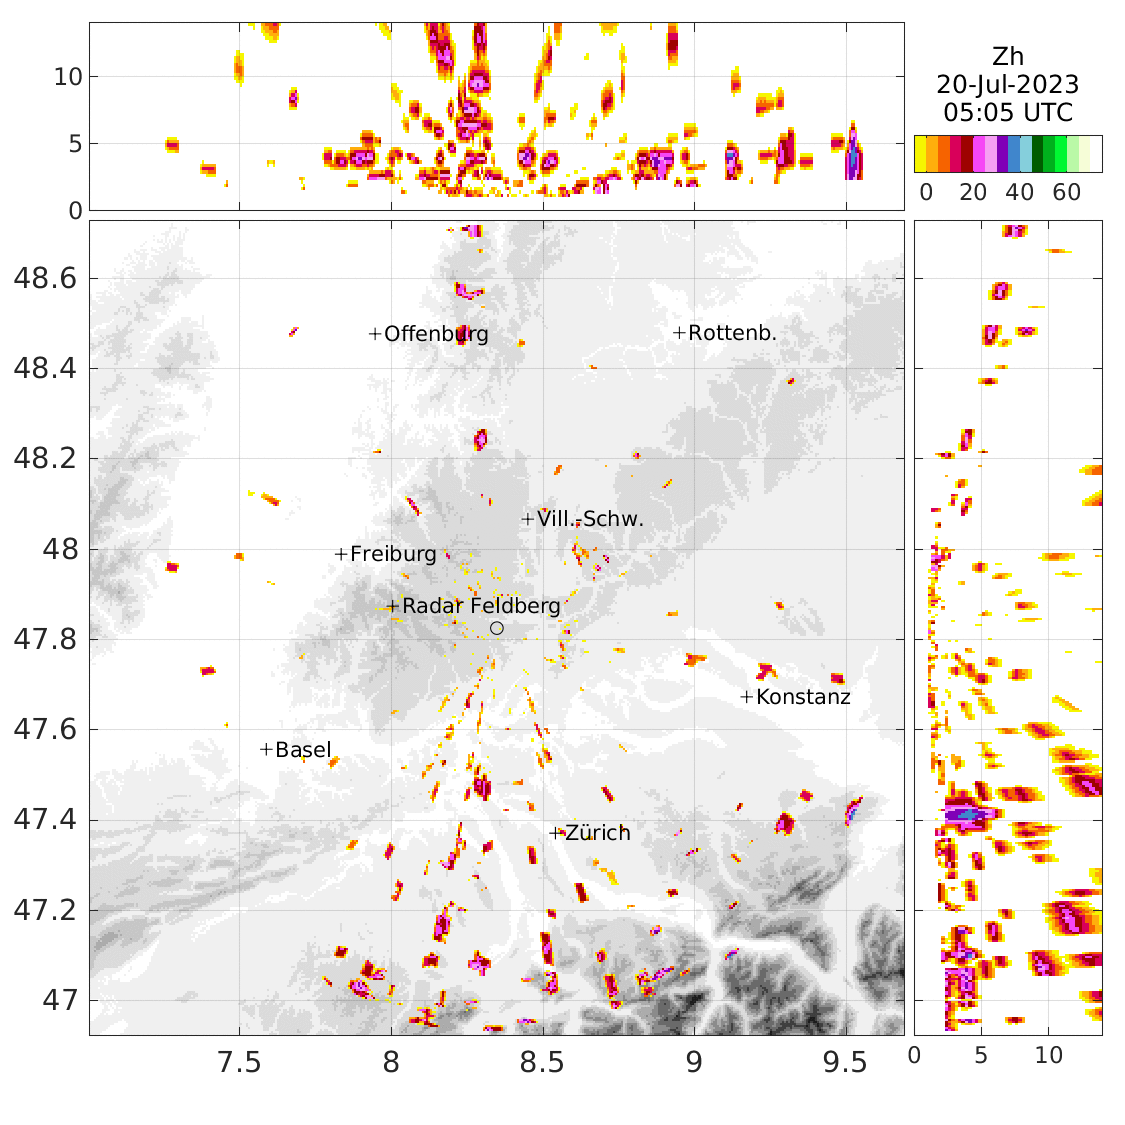 10
5
0
Zh
20-Jul-2023
05:05 UTC
0 20 40 60
48.6
48.4
48.2
48
47.8
47.6
47.4
47.2
47
+Offenburg
+Rottenb.
+Vill.-Schw.
+Freiburg
+Radar Feldberg
+Konstanz
+Basel
+Zürich
7.5 8 8.5 9 9.5
0 5 10